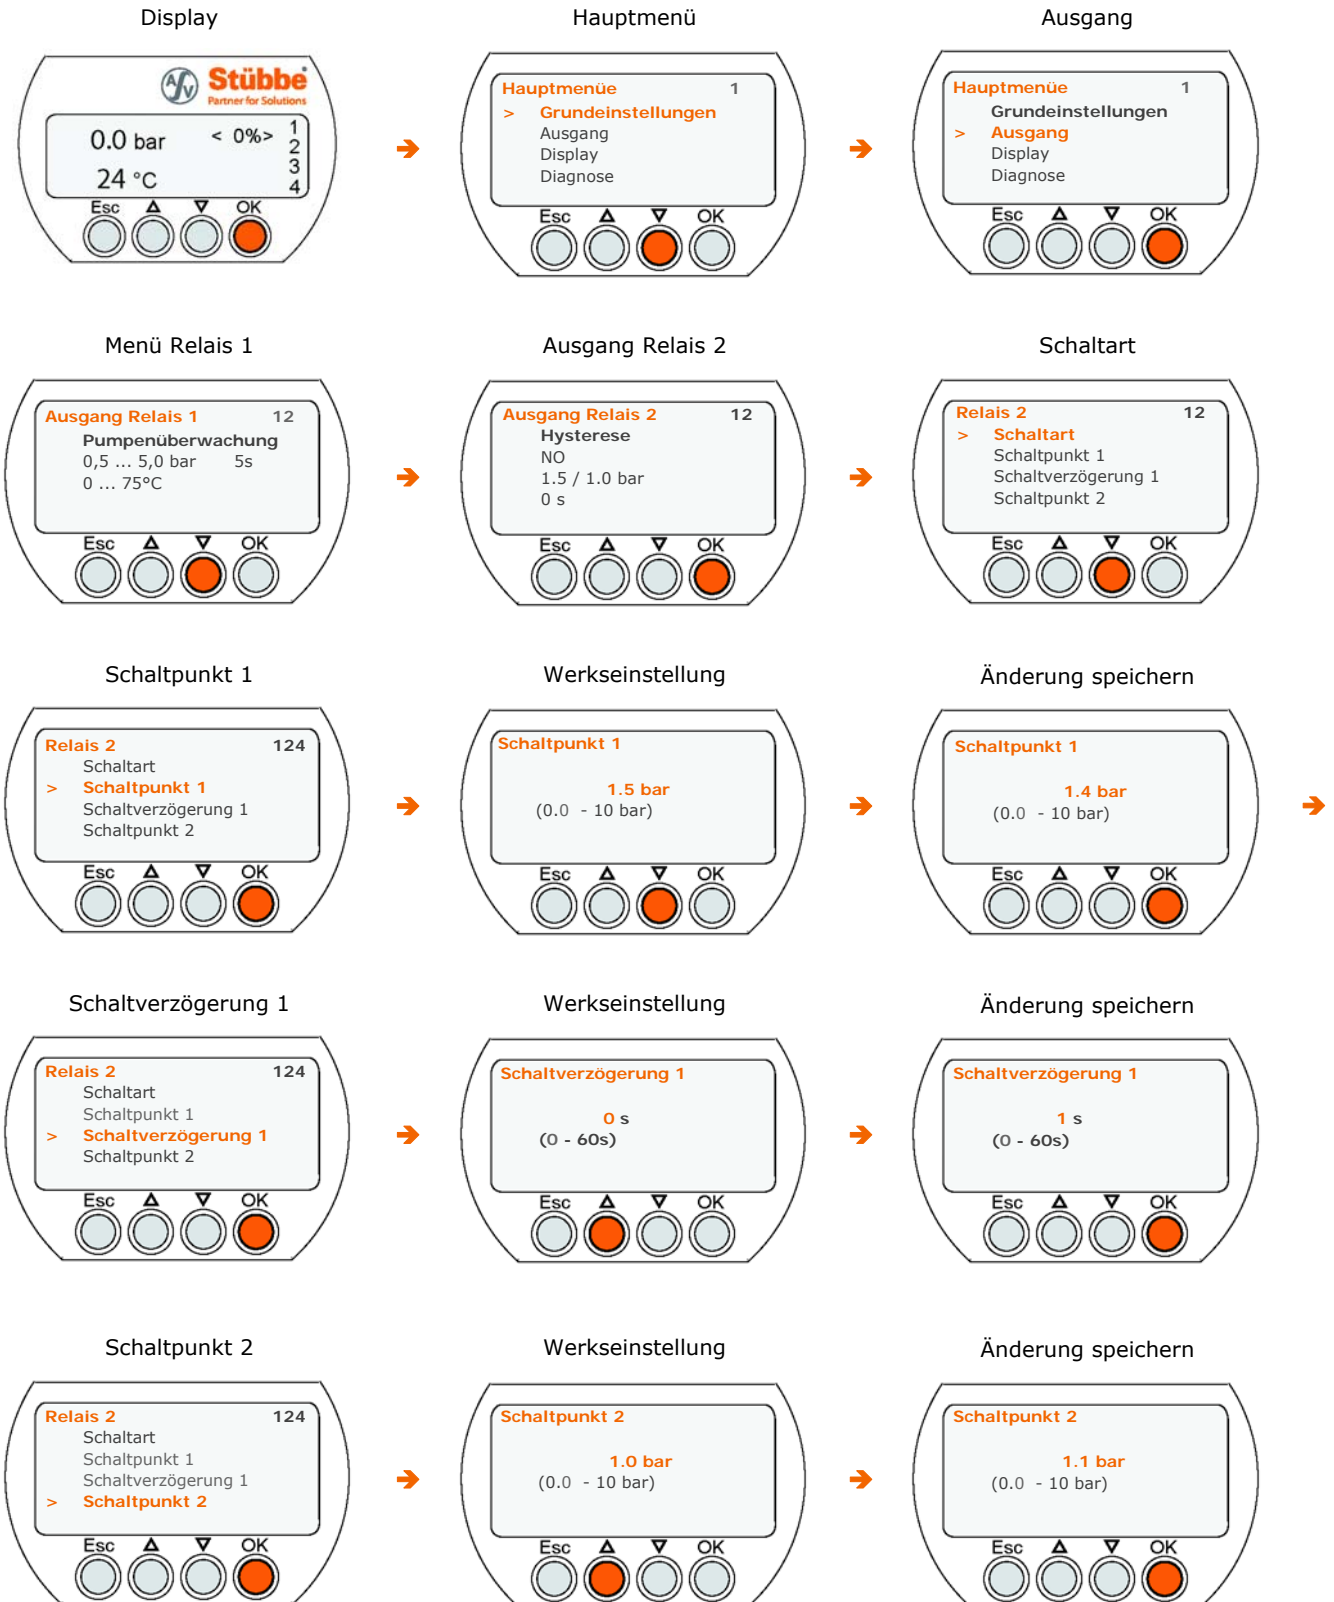 Display
ASV Stübbe
Partner for Solutions
0.0 bar < 0%> 1
2
24 °C 3
4
Esc Δ ∇ OK
Hauptmenü
Hauptmenüe 1
> Grundeinstellungen
Ausgang
Display
Diagnose
Esc Δ ∇ OK
Ausgang
Hauptmenüe 1
Grundeinstellungen
> Ausgang
Display
Diagnose
Esc Δ ∇ OK
Menü Relais 1
Ausgang Relais 1 12
Pumpenüberwachung
0,5 ... 5,0 bar 5s
0 ... 75°C
Esc Δ ∇ OK
Ausgang Relais 2
Ausgang Relais 2 12
Hysterese
NO
1.5 / 1.0 bar
0 s
Esc Δ ∇ OK
Schaltart
Relais 2 12
> Schaltart
Schaltpunkt 1
Schaltverzögerung 1
Schaltpunkt 2
Esc Δ ∇ OK
Schaltpunkt 1
Relais 2 124
Schaltart
> Schaltpunkt 1
Schaltverzögerung 1
Schaltpunkt 2
Esc Δ ∇ OK
Werkseinstellung
Schaltpunkt 1
1.5 bar
(0.0 - 10 bar)
Esc Δ ∇ OK
Änderung speichern
Schaltpunkt 1
1.4 bar
(0.0 - 10 bar)
Esc Δ ∇ OK
Schaltverzögerung 1
Relais 2 124
Schaltart
Schaltpunkt 1
> Schaltverzögerung 1
Schaltpunkt 2
Esc Δ ∇ OK
Werkseinstellung
Schaltverzögerung 1
0 s
(0 - 60s)
Esc Δ ∇ OK
Änderung speichern
Schaltverzögerung 1
1 s
(0 - 60s)
Esc Δ ∇ OK
Schaltpunkt 2
Relais 2 124
Schaltart
Schaltpunkt 1
Schaltverzögerung 1
> Schaltpunkt 2
Esc Δ ∇ OK
Werkseinstellung
Schaltpunkt 2
1.0 bar
(0.0 - 10 bar)
Esc Δ ∇ OK
Änderung speichern
Schaltpunkt 2
1.1 bar
(0.0 - 10 bar)
Esc Δ ∇ OK